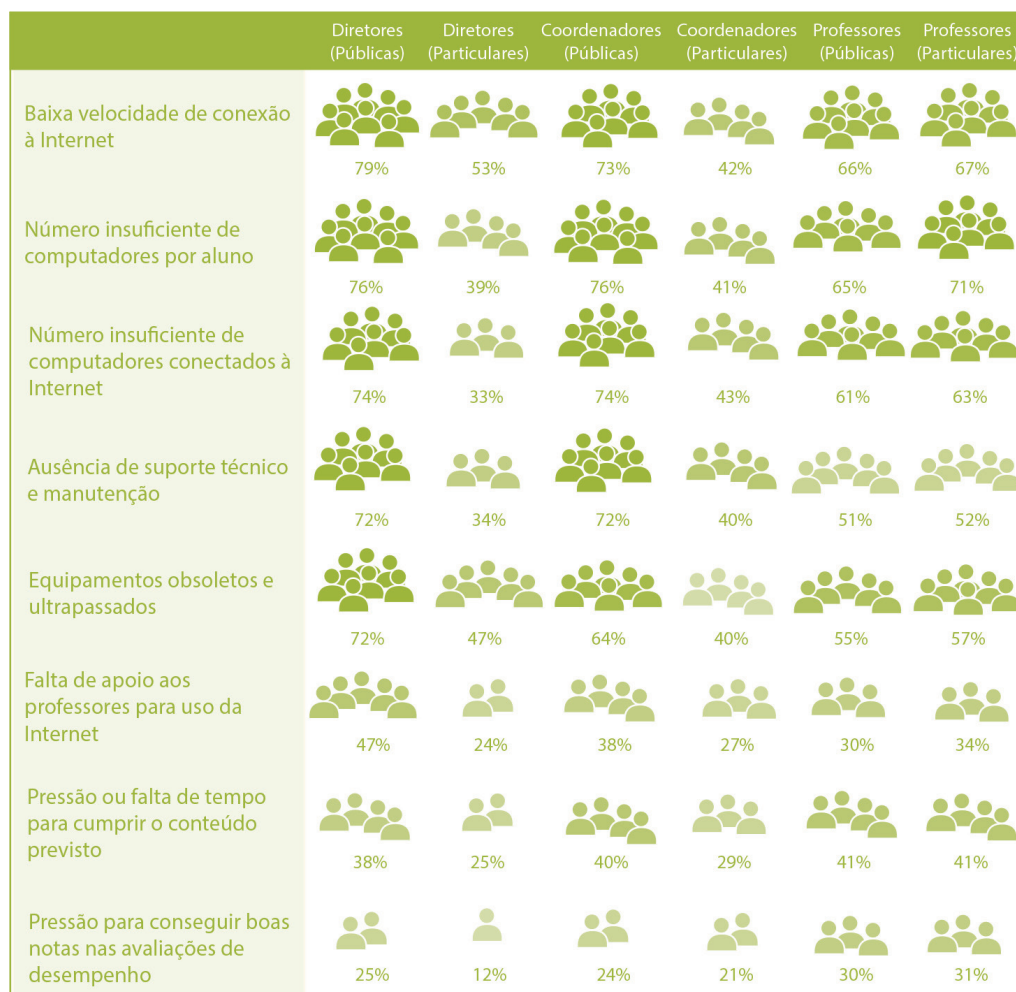 Diretores Diretores Coordenadores Coordenadores Professores Professores
(Públicas) (Particulares) (Públicas) (Particulares) (Públicas) (Particulares)
Baixa velocidade de conexão
à Internet
79% 53% 73% 42% 66% 67%
Número insuficiente de
computadores por aluno
76% 39% 76% 41% 65% 71%
Número insuficiente de
computadores conectados à
Internet
74% 33% 74% 43% 61% 63%
Ausência de suporte técnico
e manutenção
72% 34% 72% 40% 51% 52%
Equipamentos obsoletos e
ultrapassados
72% 47% 64% 40% 55% 57%
Falta de apoio aos
professores para uso da
Internet
47% 24% 38% 27% 30% 34%
Pressão ou falta de tempo
para cumprir o conteúdo
previsto
38% 25% 40% 29% 41% 41%
Pressão para conseguir boas
notas nas avaliações de
desempenho
25% 12% 24% 21% 30% 31%